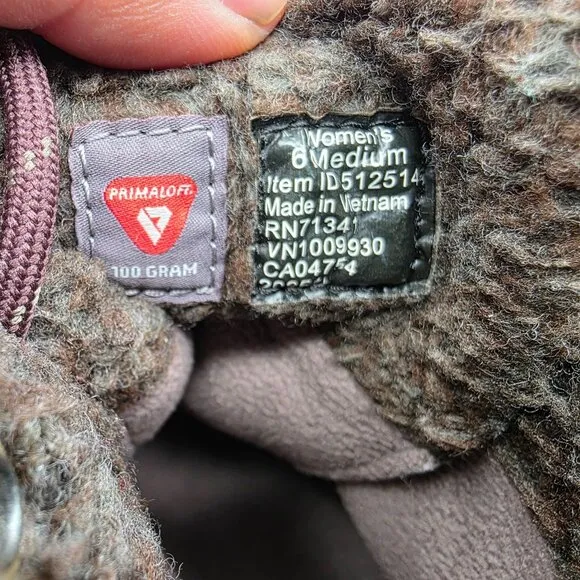 PRIMALOFT
100 GRAM
Women's
6 Medium
Item ID512514
Made in Vietnam
RN71341
VN1009930
CA04754